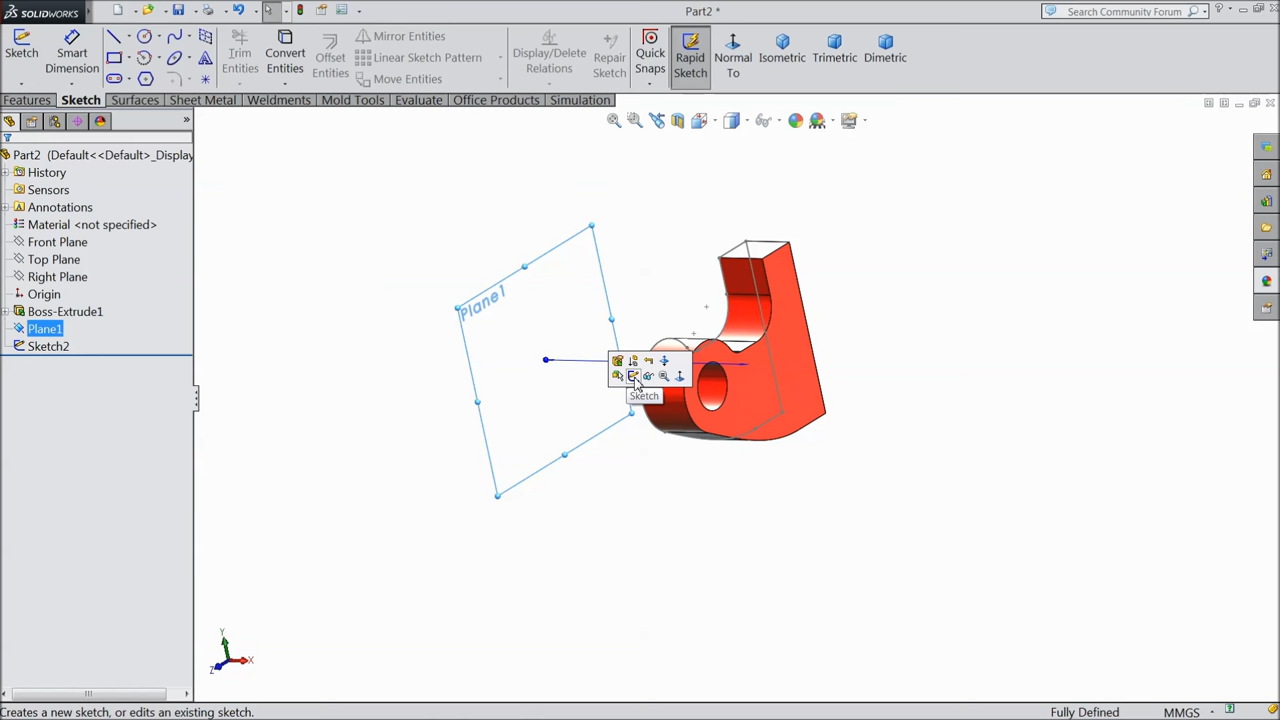 SOLIDWORKS
Part2 *
Search Community Forum
Sketch
Smart Dimension
Trim Entities
Convert Entities
Offset Entities
Mirror Entities
Linear Sketch Pattern
Move Entities
Display/Delete Relations
Repair Sketch
Quick Snaps
Rapid Sketch
Normal To
Isometric
Trimetric
Dimetric
Features
Sketch
Surfaces
Sheet Metal
Weldments
Mold Tools
Evaluate
Office Products
Simulation
Part2 (Default<<Default>_Display
History
Sensors
Annotations
Material <not specified>
Front Plane
Top Plane
Right Plane
Origin
Boss-Extrude1
Plane1
Sketch2
Plane1
Sketch
Y
X
Z
Creates a new sketch, or edits an existing sketch.
Fully Defined
MMGS